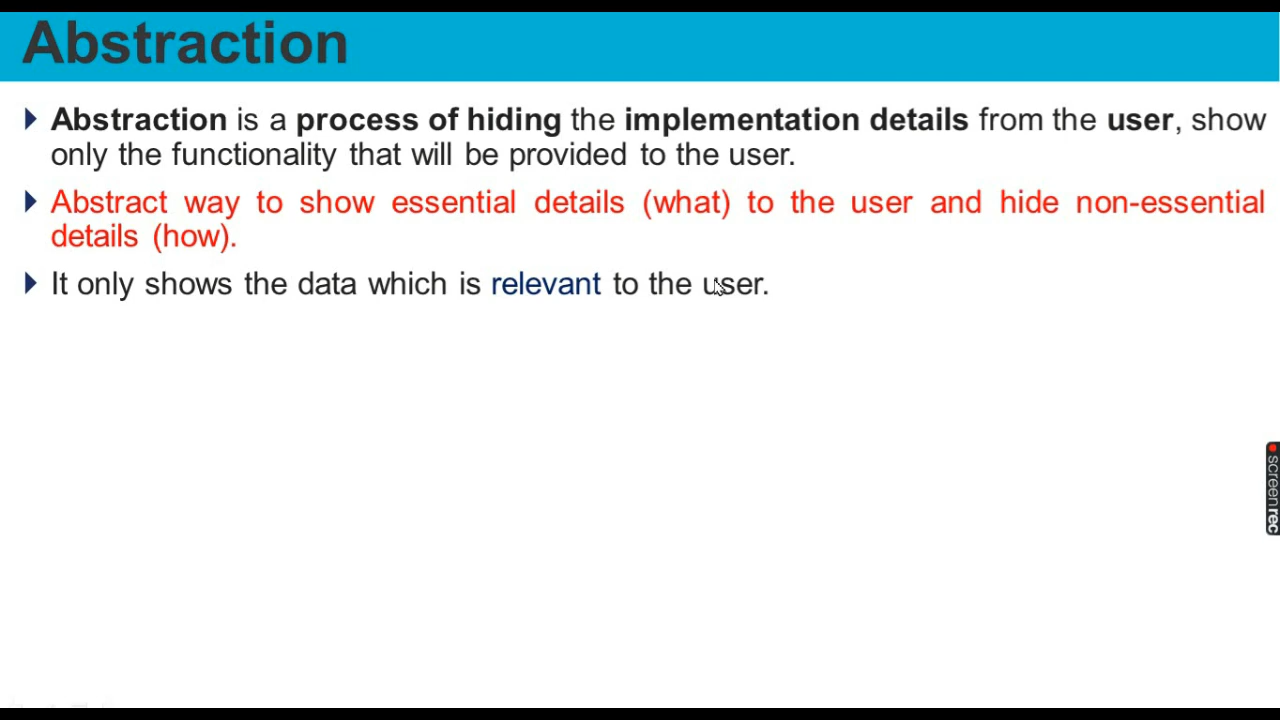 Abstraction
Abstraction is a process of hiding the implementation details from the user, show
only the functionality that will be provided to the user.
Abstract way to show essential details (what) to the user and hide non-essential
details (how).
It only shows the data which is relevant to the user.
screenrec